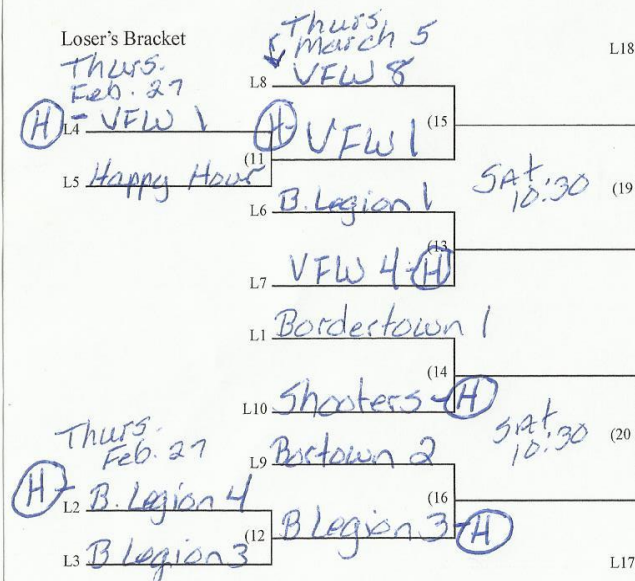 Loser's Bracket
Thurs
March 5
L18
Thurs.
Feb. 27
L8 VFW 8
(H)- L4 VFW 1
(H)- VFW 1 (15)
(11)
L5 Happy Hour
SAt
10:30 (19
L6 B. Legion 1
(13
L7 VFW 4-(H)
L1 Bordertown 1
(14
L10 Shooters-(H)
Thurs.
Feb. 27
SAt
10:30 (20
L9 Bortown 2
(H)- L2 B. Legion 4
(16
B Legion 3-(H)
L3 B Legion 3 (12
L17